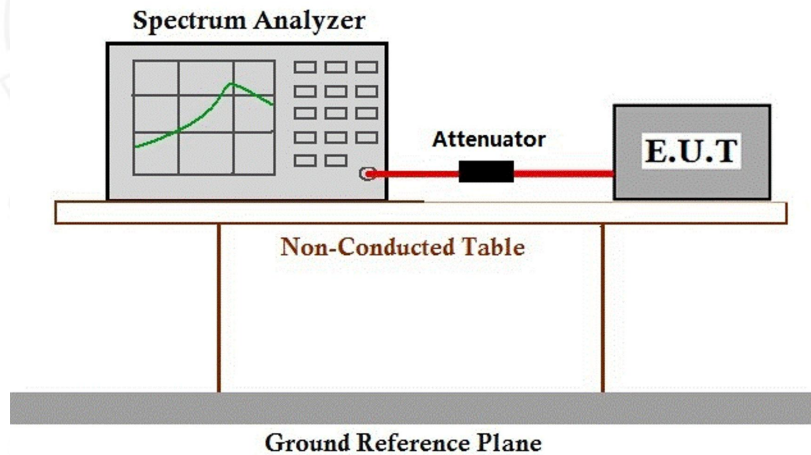 Spectrum Analyzer
Attenuator
E.U.T
Non-Conducted Table
Ground Reference Plane